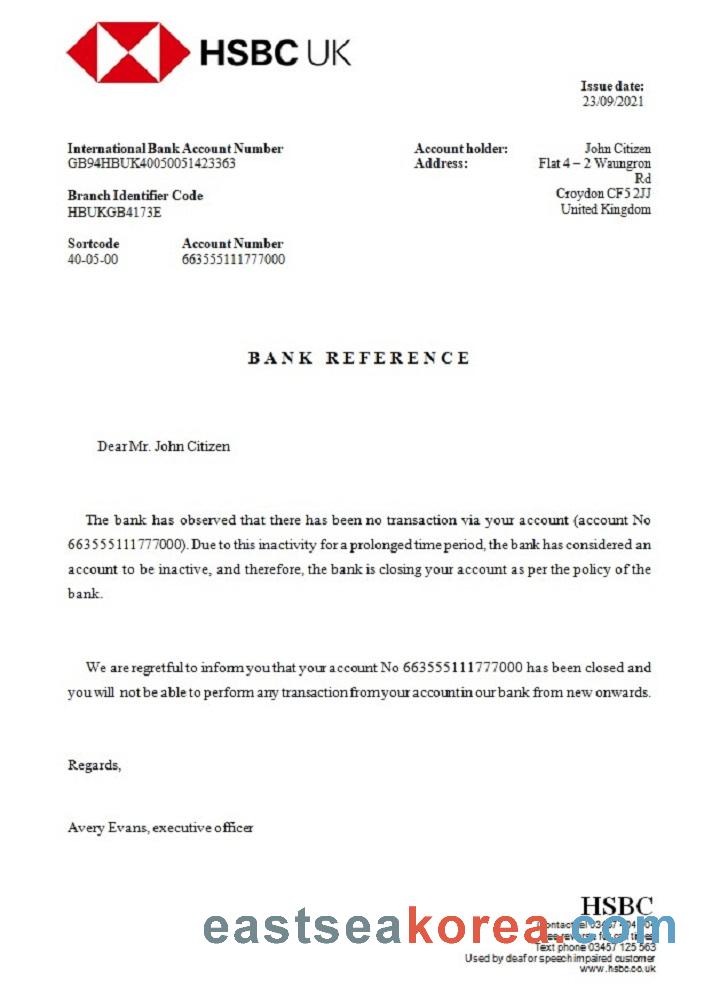 HSBC UK
Issue date:
23/09/2021
International Bank Account Number
GB94HBUK40050051423363
Account holder: John Citizen
Address: Flat 4 – 2 Waungron
Rd
Croydon CF5 2JJ
United Kingdom
Branch Identifier Code
HBUKGB4173E
Sortcode Account Number
40-05-00 663555111777000
BANK REFERENCE
Dear Mr. John Citizen
The bank has observed that there has been no transaction via your account (account No
663555111777000). Due to this inactivity for a prolonged time period, the bank has considered an
account to be inactive, and therefore, the bank is closing your account as per the policy of the
bank.
We are regretful to inform you that your account No 663555111777000 has been closed and
you will not be able to perform any transaction from your account in our bank from new onwards.
Regards,
Avery Evans, executive officer
HSBC
eastseakorea.com
Text phone 03457 125 563
Used by deaf or speech impaired customer
www.hsbc.co.uk